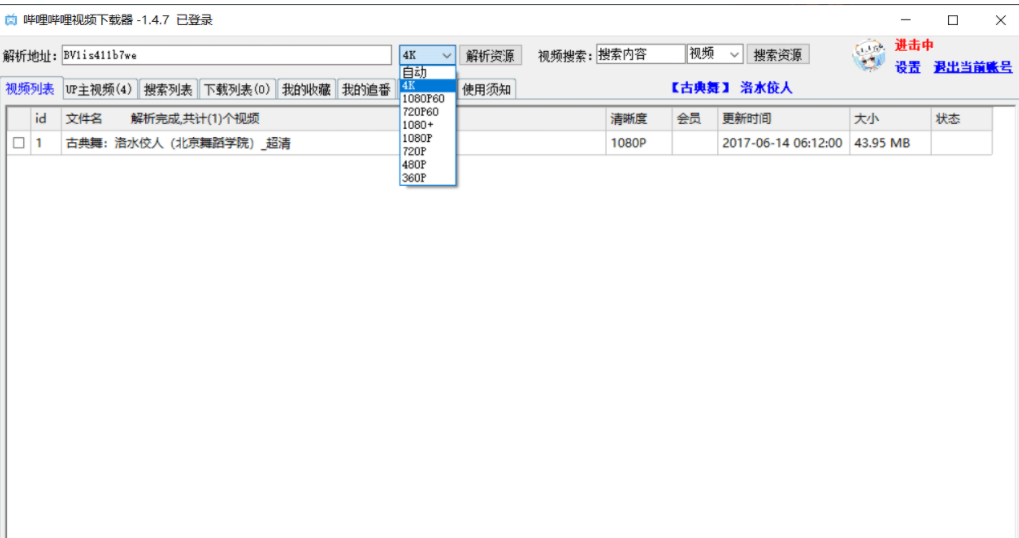 哔哩哔哩视频下载器 -1.4.7 已登录
解析地址: BV1is411b7we 4K 解析资源 视频搜索: 搜索内容 视频 搜索资源 进击中
设置 退出当前账号
视频列表 UP主视频(4) 搜索列表 下载列表(0) 我的收藏 我的追番 使用须知 【古典舞】 洛水佼人
自动
4K
1080P60
720P60
1080+
1080P
720P
480P
360P
id 文件名 解析完成,共计(1)个视频 清晰度 会员 更新时间 大小 状态
1 古典舞：洛水佼人（北京舞蹈学院）_超清 1080P 2017-06-14 06:12:00 43.95 MB